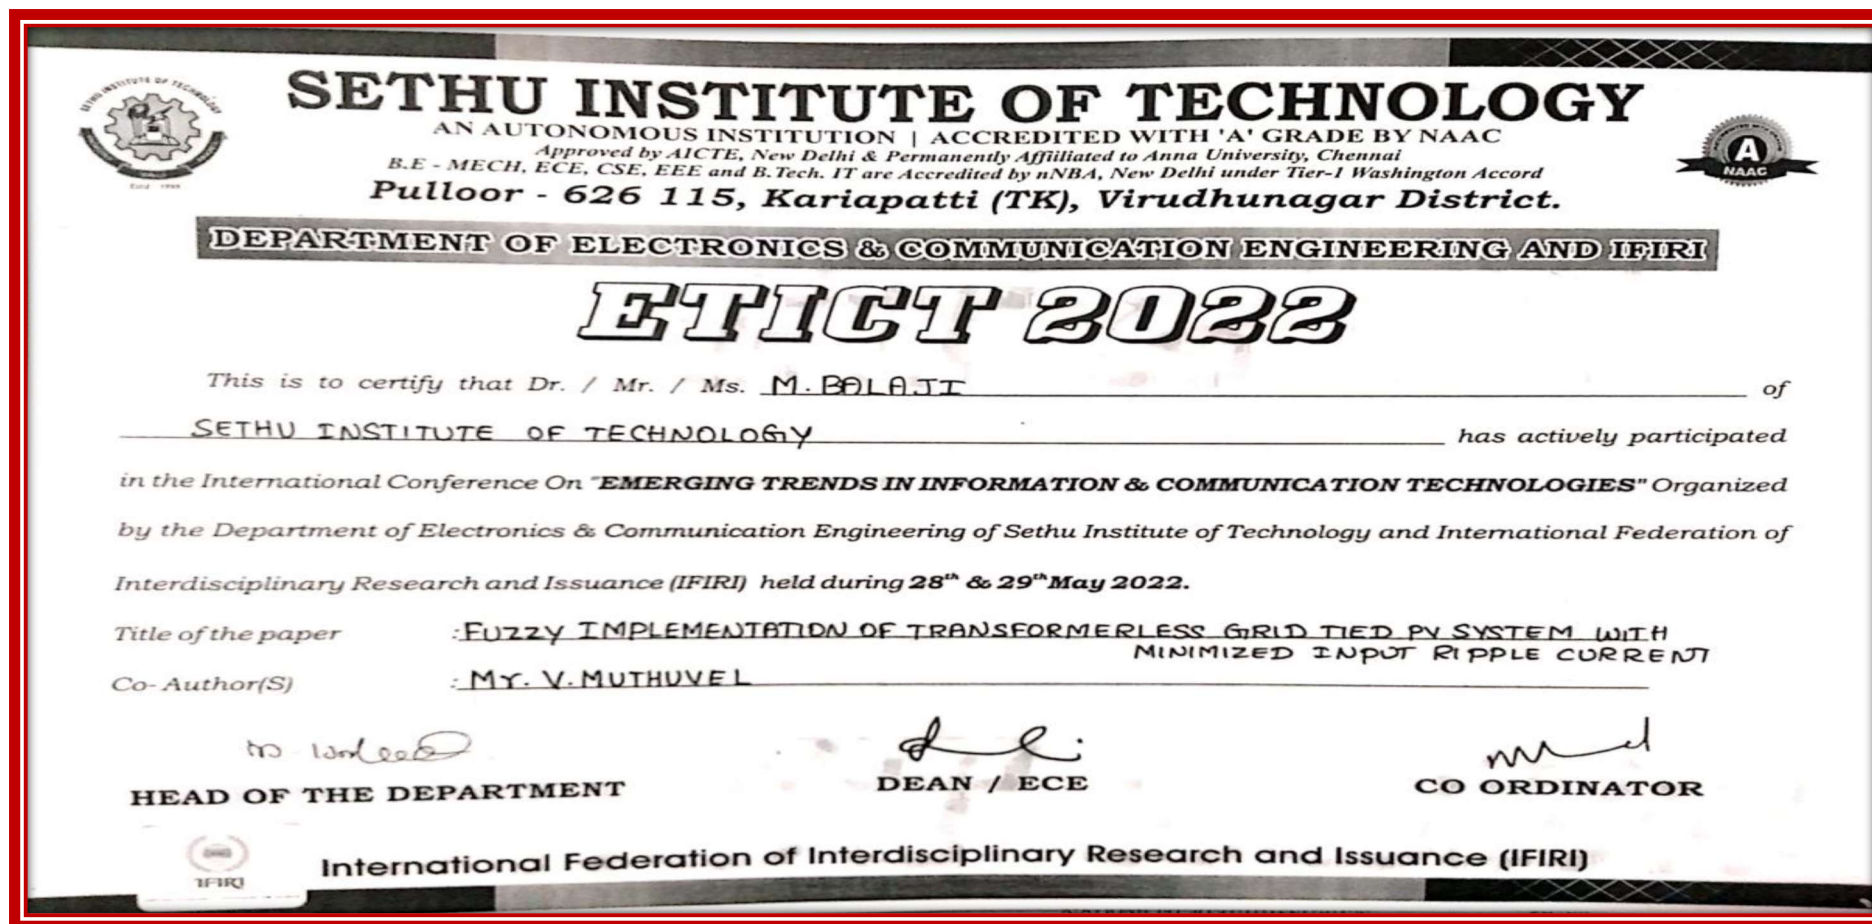 SETHU INSTITUTE OF TECHNOLOGY
SETHU INSTITUTE OF TECHNOLOGY
AN AUTONOMOUS INSTITUTION | ACCREDITED WITH 'A' GRADE BY NAAC
Approved by AICTE, New Delhi & Permanently Affiiliated to Anna University, Chennai
B.E - MECH, ECE, CSE, EEE and B.Tech. IT are Accredited by nNBA, New Delhi under Tier-1 Washington Accord
Pulloor - 626 115, Kariapatti (TK), Virudhunagar District.
A
NAAC
DEPARTMENT OF ELECTRONICS & COMMUNICATION ENGINEERING AND IFIRI
ETICT 2022
This is to certify that Dr. / Mr. / Ms. M. BALAJI of
SETHU INSTITUTE OF TECHNOLOGY has actively participated
in the International Conference On "EMERGING TRENDS IN INFORMATION & COMMUNICATION TECHNOLOGIES" Organized
by the Department of Electronics & Communication Engineering of Sethu Institute of Technology and International Federation of
Interdisciplinary Research and Issuance (IFIRI) held during 28th & 29th May 2022.
Title of the paper : FUZZY IMPLEMENTATION OF TRANSFORMERLESS GRID TIED PV SYSTEM WITH
MINIMIZED INPUT RIPPLE CURRENT
Co-Author(S) : Mr. V. MUTHUVEL
HEAD OF THE DEPARTMENT
DEAN / ECE
CO ORDINATOR
IFIRI
International Federation of Interdisciplinary Research and Issuance (IFIRI)